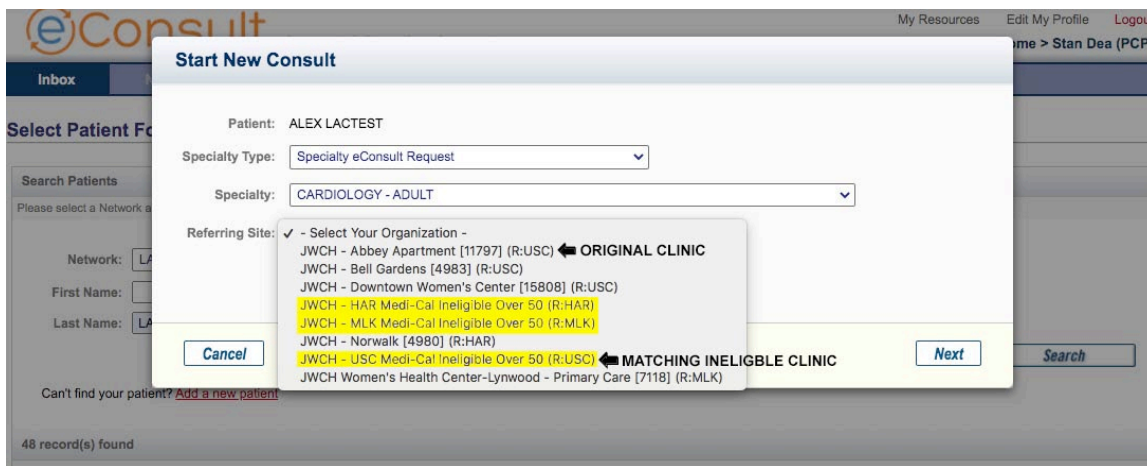 eConsult
My Resources Edit My Profile
Start New Consult
> Stan Dea (PCP
Inbox
Patient: ALEX LACTEST
Select Patient
Specialty Type: Specialty eConsult Request
Search Patients
Specialty: CARDIOLOGY - ADULT
Please select a Network
Referring Site: ✓ - Select Your Organization -
JWCH - Abbey Apartment [11797] (R:USC) ORIGINAL CLINIC
Network:
JWCH - Bell Gardens [4983] (R:USC)
JWCH - Downtown Women's Center [15808] (R:USC)
First Name:
JWCH - HAR Medi-Cal Ineligible Over 50 (R:HAR)
JWCH - MLK Medi-Cal Ineligible Over 50 (R:MLK)
Last Name:
JWCH - Norwalk [4980] (R:HAR)
Cancel
JWCH - USC Medi-Cal Ineligible Over 50 (R:USC) MATCHING INELIGBLE CLINIC
Next
Search
JWCH Women's Health Center-Lynwood - Primary Care [7118] (R:MLK)
Can't find your patient? Add a new patient
48 record(s) found